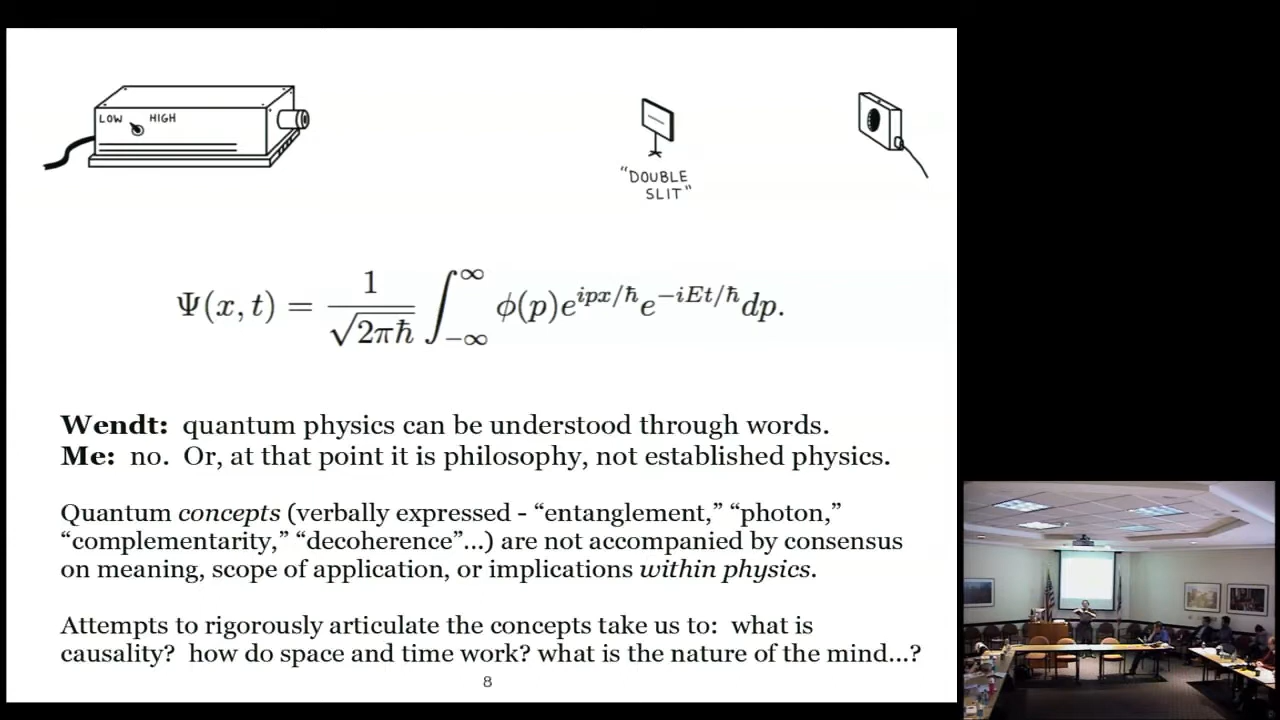 LOW HIGH
"DOUBLE
SLIT"
Ψ(x, t) = 1/√(2πħ) ∫_{-∞}^{∞} ϕ(p)e^{ipx/ħ}e^{-iEt/ħ}dp.
Wendt: quantum physics can be understood through words.
Me: no. Or, at that point it is philosophy, not established physics.
Quantum concepts (verbally expressed - “entanglement,” “photon,”
“complementarity,” “decoherence”...) are not accompanied by consensus
on meaning, scope of application, or implications within physics.
Attempts to rigorously articulate the concepts take us to: what is
causality? how do space and time work? what is the nature of the mind...?
8